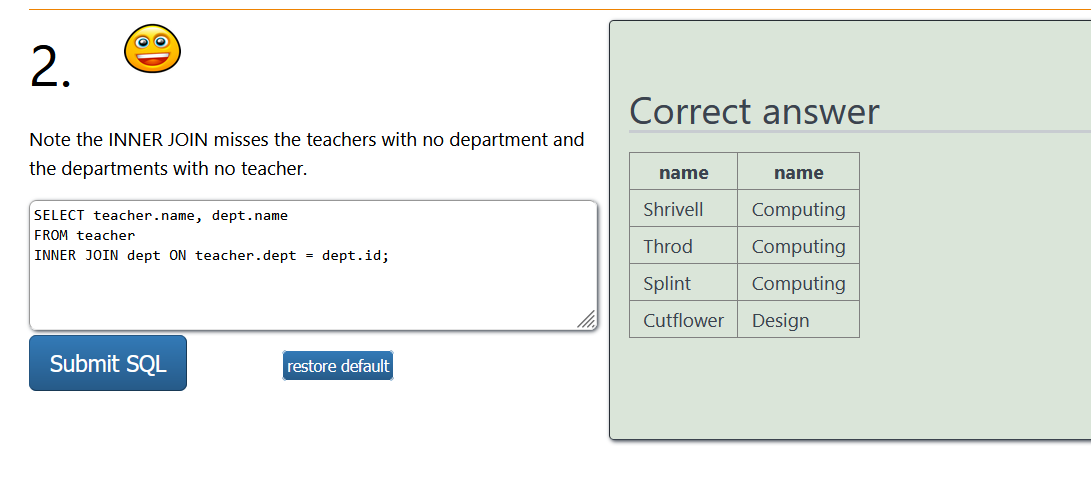 2.
Note the INNER JOIN misses the teachers with no department and
the departments with no teacher.
SELECT teacher.name, dept.name
FROM teacher
INNER JOIN dept ON teacher.dept = dept.id;
Submit SQL
restore default
Correct answer
name name
Shrivell Computing
Throd Computing
Splint Computing
Cutflower Design